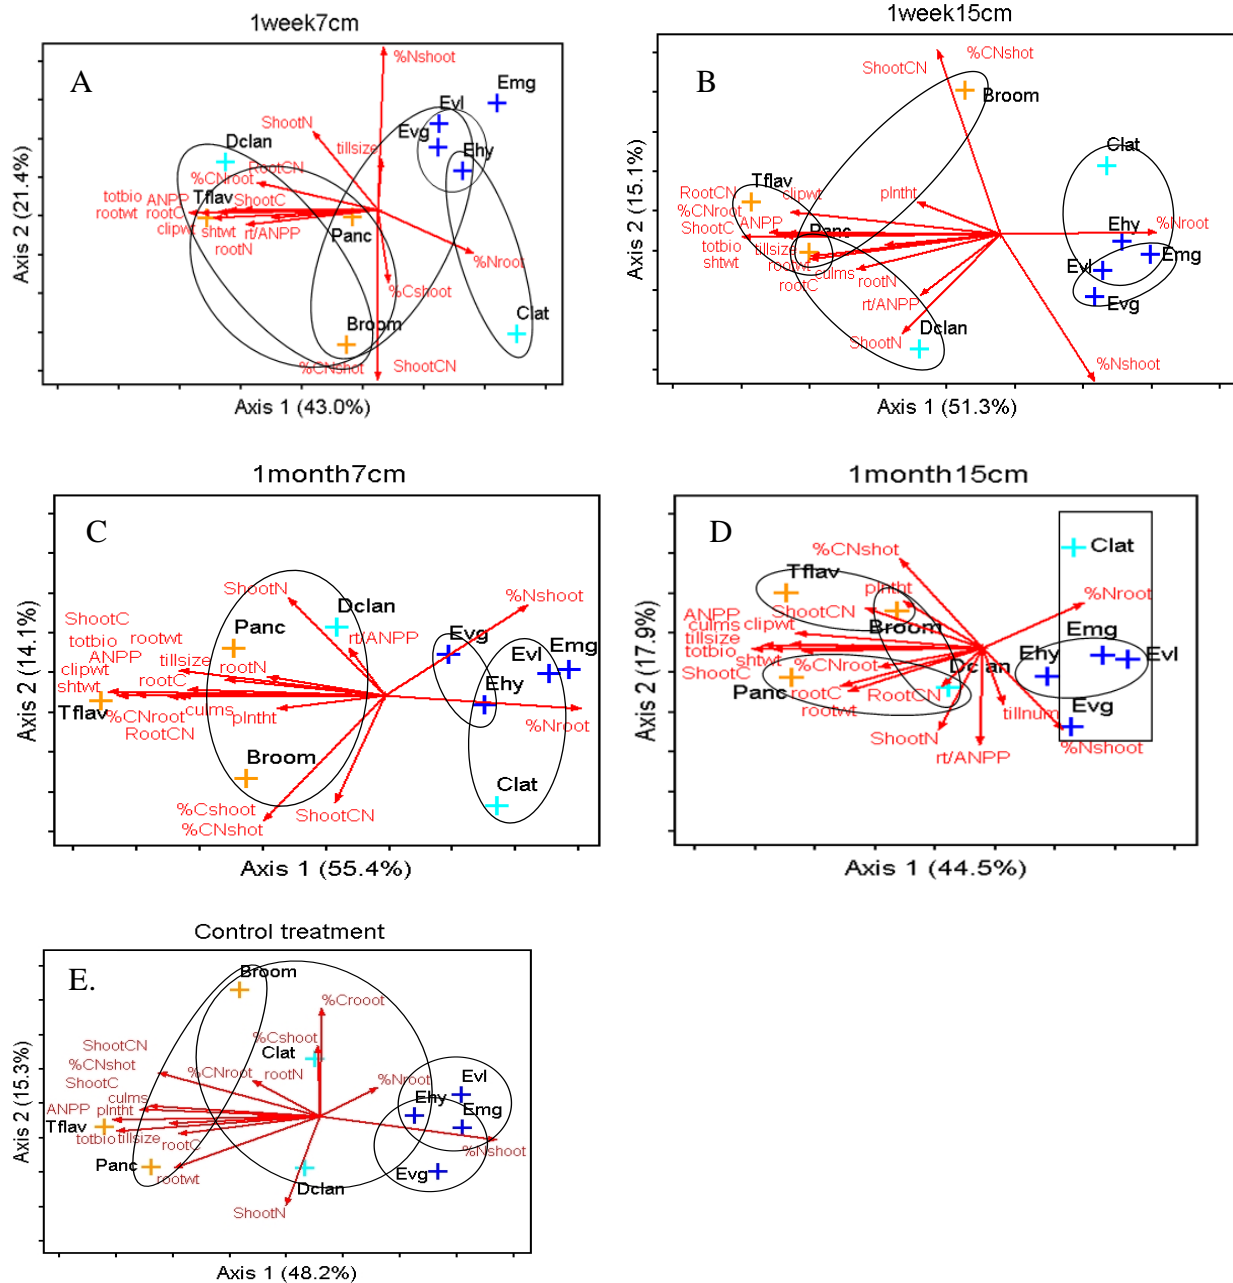 1week7cm
A
%Nshoot
Emg
Evl
Evg
Ehy
ShootN
tillsize
Dclan
RootCN
%CNroot
totbio ANPP Tflav ShootC
rootwt rootC
clipwt shtwt rt/ANPP Panc
rootN
%Nroot
%Cshoot
Clat
Broom
%CNshot ShootCN
Axis 2 (21.4%)
Axis 1 (43.0%)
1week15cm
B
%CNshot
ShootCN
Broom
Clat
Tflav
RootCN clipwt plntht
%CNroot
ShootC ANPP Panc
%Nroot
Ehy
totbio tillsize
Emg
shtwt rootwt culms Evl
rootC rootN
rt/ANPP Evg
Dclan
ShootN
%Nshoot
Axis 2 (15.1%)
Axis 1 (51.3%)
1month7cm
C
ShootN
%Nshoot
Dclan
ShootC Panc rt/ANPP Evg
totbio rootwt Evl Emg
ANPP tillsize
clipwt rootN
shtwt Ehy
Tflav %CNroot culms plntht %Nroot
RootCN
Broom
Clat
%Cshoot
%CNshot ShootCN
Axis 2 (14.1%)
Axis 1 (55.4%)
1month15cm
D
%CNshot
Clat
Tflav
plntht %Nroot
ANPP ShootCN
culms clipwt Broom Emg
tillsize
totbio shtwt Ehy Evl
ShootC %CNroot Dclan
Panc rootC RootCN
rootwt tillnum Evg
ShootN
rt/ANPP %Nshoot
Axis 2 (17.9%)
Axis 1 (44.5%)
Control treatment
E.
Broom
%Crooot
ShootCN %Cshoot
Clat
%CNshot %CNroot rootN
ShootC %Nroot Evl
culms Ehy
ANPP plntht Emg
Tflav
totbio tillsize rootC
%Nshoot
Panc rootwt Evg
Dclan
ShootN
Axis 2 (15.3%)
Axis 1 (48.2%)